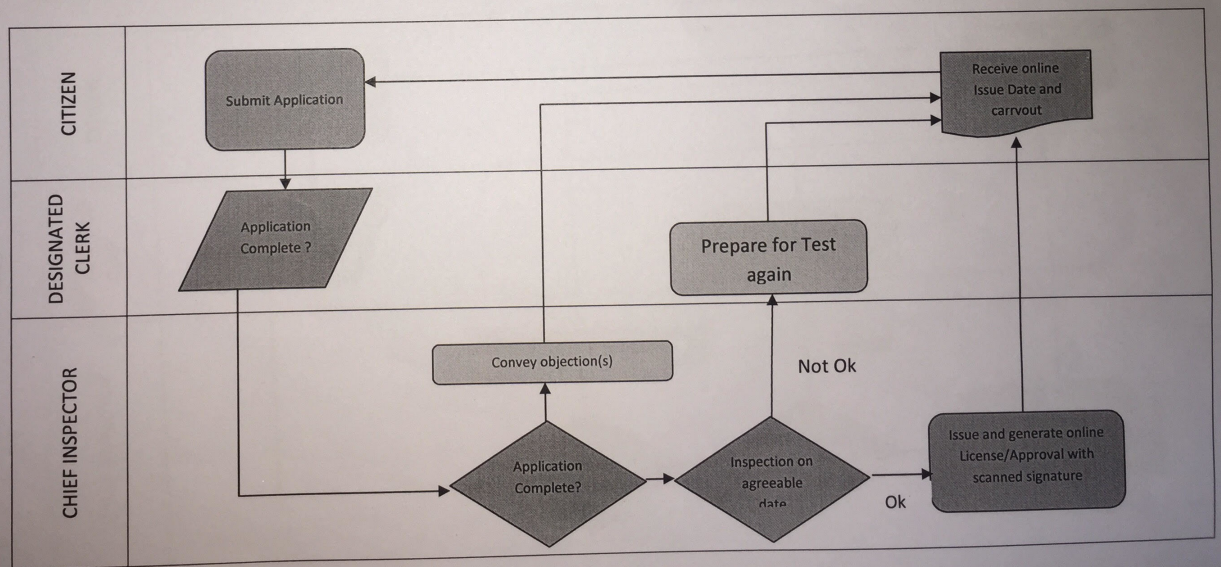 CITIZEN
Submit Application
Receive online
Issue Date and
carryout
DESIGNATED
CLERK
Application
Complete ?
Prepare for Test
again
CHIEF INSPECTOR
Convey objection(s)
Not Ok
Application
Complete?
Inspection on
agreeable
date
Ok
Issue and generate online
License/Approval with
scanned signature